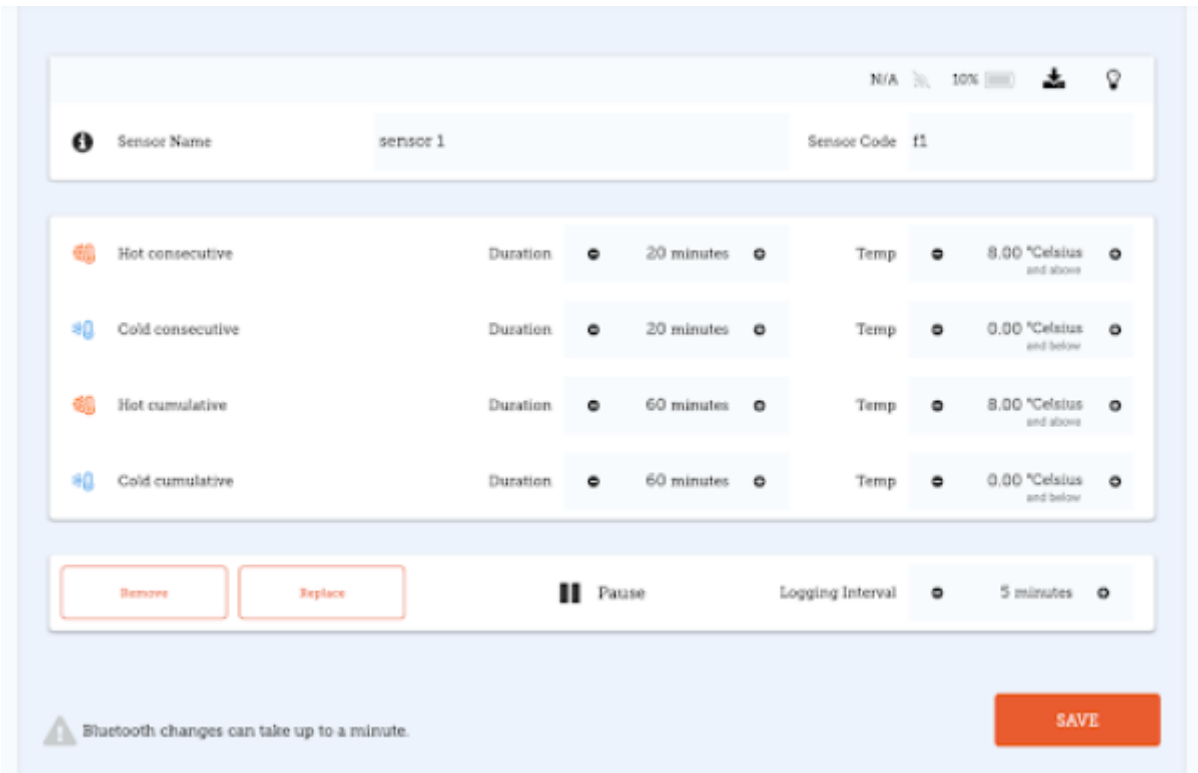 N/A 10%
Sensor Name sensor 1 Sensor Code f1
Hot consecutive Duration 20 minutes Temp 8.00 °Celsius
and above
Cold consecutive Duration 20 minutes Temp 0.00 °Celsius
and below
Hot cumulative Duration 60 minutes Temp 8.00 °Celsius
and above
Cold cumulative Duration 60 minutes Temp 0.00 °Celsius
and below
Remove Replace Pause Logging Interval 5 minutes
Bluetooth changes can take up to a minute. SAVE